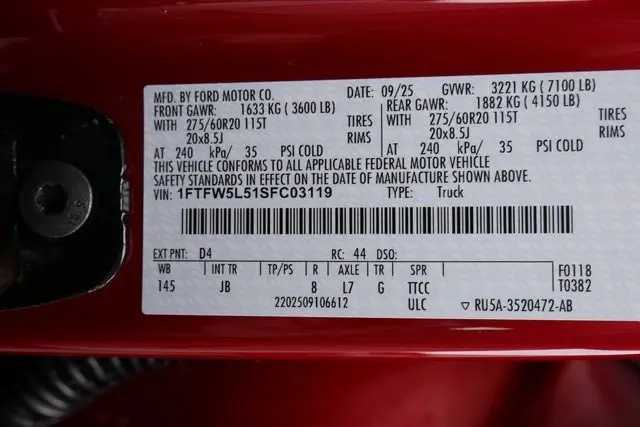 MFD. BY FORD MOTOR CO. DATE: 09/25 GVWR: 3221 KG ( 7100 LB)
FRONT GAWR: 1633 KG ( 3600 LB) REAR GAWR: 1882 KG ( 4150 LB)
WITH 275/60R20 115T TIRES WITH 275/60R20 115T TIRES
20x8.5J RIMS 20x8.5J RIMS
AT 240 kPa/ 35 PSI COLD AT 240 kPa/ 35 PSI COLD
THIS VEHICLE CONFORMS TO ALL APPLICABLE FEDERAL MOTOR VEHICLE
SAFETY STANDARDS IN EFFECT ON THE DATE OF MANUFACTURE SHOWN ABOVE.
VIN: 1FTFW5L51SFC03119 TYPE: Truck
EXT PNT: D4 RC: 44 DSO:
WB INT TR TP/PS R AXLE TR SPR F0118
145 JB 8 L7 G TTCC T0382
2202509106612 ULC ▽ RU5A-3520472-AB